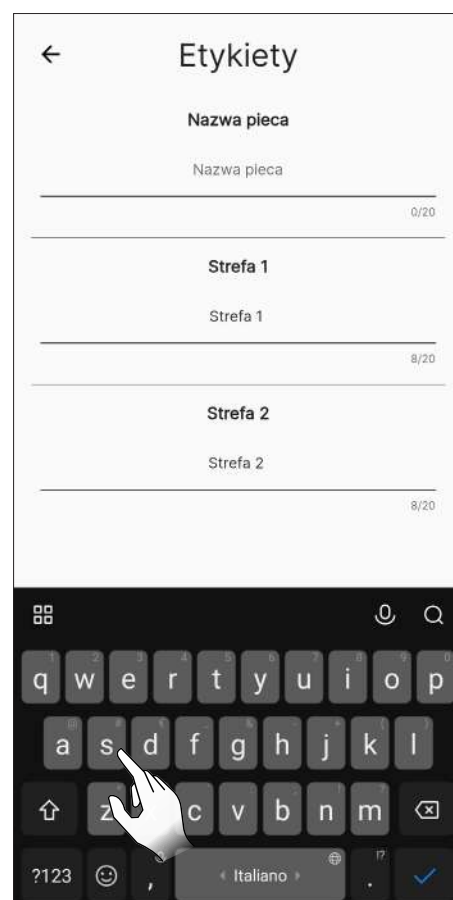 Etykiety
Nazwa pieca
Nazwa pieca
0/20
Strefa 1
Strefa 1
8/20
Strefa 2
Strefa 2
8/20
q w e r t y u i o p
a s d f g h j k l
z c v b n m
?123 , Italiano . !?